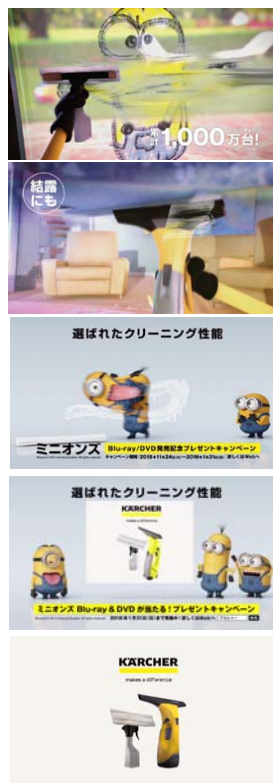 累計1,000万台!
結露
にも
選ばれたクリーニング性能
ミニオンズ
Blu-ray/DVD発売記念プレゼントキャンペーン
選ばれたクリーニング性能
KÄRCHER
makes a difference
ミニオンズ Blu-ray & DVD が当たる!プレゼントキャンペーン
KÄRCHER
makes a difference